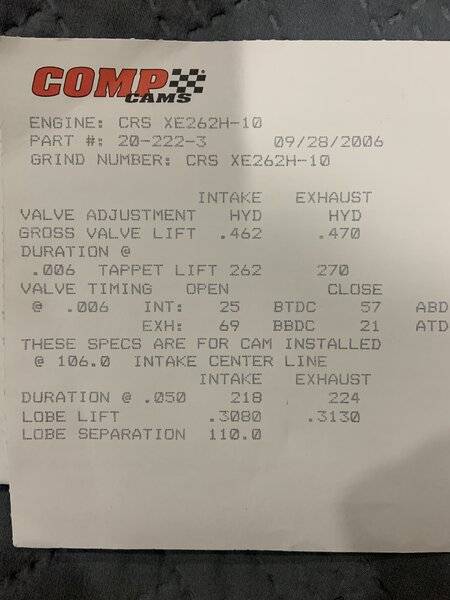 COMP
CAMS
ENGINE: CRS XE262H-10
PART #: 20-222-3 09/28/2006
GRIND NUMBER: CRS XE262H-10
INTAKE EXHAUST
VALVE ADJUSTMENT HYD HYD
GROSS VALVE LIFT .462 .470
DURATION @
.006 TAPPET LIFT 262 270
VALVE TIMING OPEN CLOSE
@ .006 INT: 25 BTDC 57 ABD
EXH: 69 BBDC 21 ATD
THESE SPECS ARE FOR CAM INSTALLED
@ 106.0 INTAKE CENTER LINE
INTAKE EXHAUST
DURATION @ .050 218 224
LOBE LIFT .3080 .3130
LOBE SEPARATION 110.0